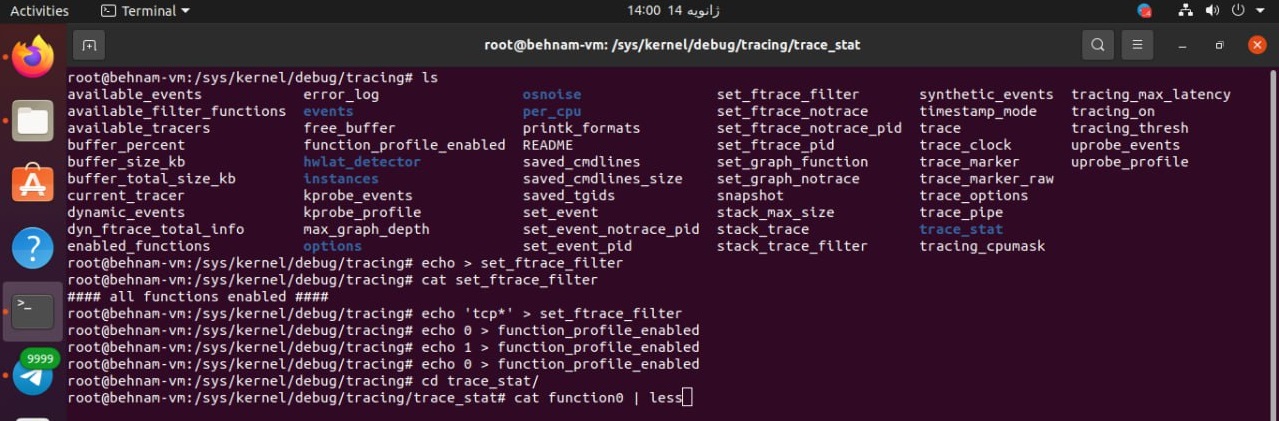 Activities Terminal 14:00 14 ژانویه
root@behnam-vm: /sys/kernel/debug/tracing/trace_stat
root@behnam-vm:/sys/kernel/debug/tracing# ls
available_events error_log osnoise set_ftrace_filter synthetic_events tracing_max_latency
available_filter_functions events per_cpu set_ftrace_notrace timestamp_mode tracing_on
available_tracers free_buffer printk_formats set_ftrace_notrace_pid trace tracing_thresh
buffer_percent function_profile_enabled README set_ftrace_pid trace_clock uprobe_events
buffer_size_kb hwlat_detector saved_cmdlines set_graph_function trace_marker uprobe_profile
buffer_total_size_kb instances saved_cmdlines_size set_graph_notrace trace_marker_raw
current_tracer kprobe_events saved_tgids snapshot trace_options
dynamic_events kprobe_profile set_event stack_max_size trace_pipe
dyn_ftrace_total_info max_graph_depth set_event_notrace_pid stack_trace trace_stat
enabled_functions options set_event_pid stack_trace_filter tracing_cpumask
root@behnam-vm:/sys/kernel/debug/tracing# echo > set_ftrace_filter
root@behnam-vm:/sys/kernel/debug/tracing# cat set_ftrace_filter
#### all functions enabled ####
root@behnam-vm:/sys/kernel/debug/tracing# echo 'tcp*' > set_ftrace_filter
root@behnam-vm:/sys/kernel/debug/tracing# echo 0 > function_profile_enabled
root@behnam-vm:/sys/kernel/debug/tracing# echo 1 > function_profile_enabled
root@behnam-vm:/sys/kernel/debug/tracing# echo 0 > function_profile_enabled
root@behnam-vm:/sys/kernel/debug/tracing# cd trace_stat/
root@behnam-vm:/sys/kernel/debug/tracing/trace_stat# cat function0 | less
9999